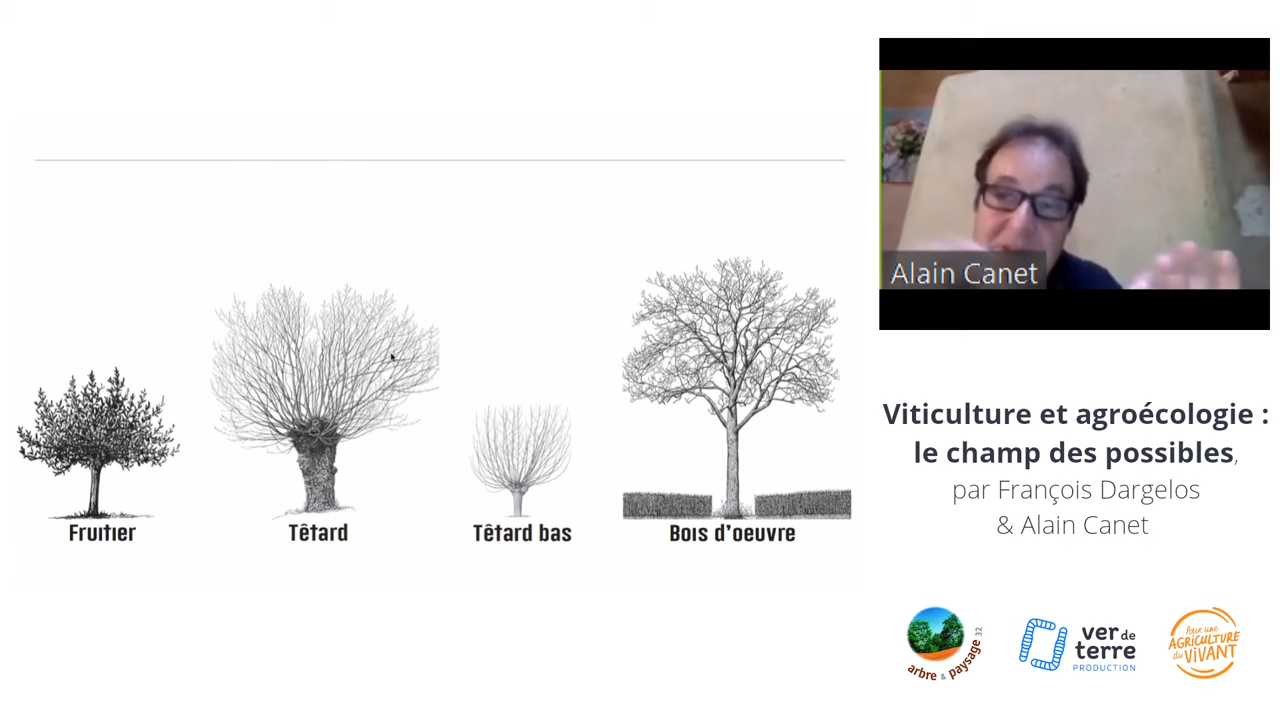 Fruitier
Têtard
Têtard bas
Bois d'oeuvre
Alain Canet
Viticulture et agroécologie :
le champ des possibles,
par François Dargelos
& Alain Canet
arbre & paysage 32
ver de
terre
PRODUCTION
Pour une
AGRICULTURE
du ViVANT